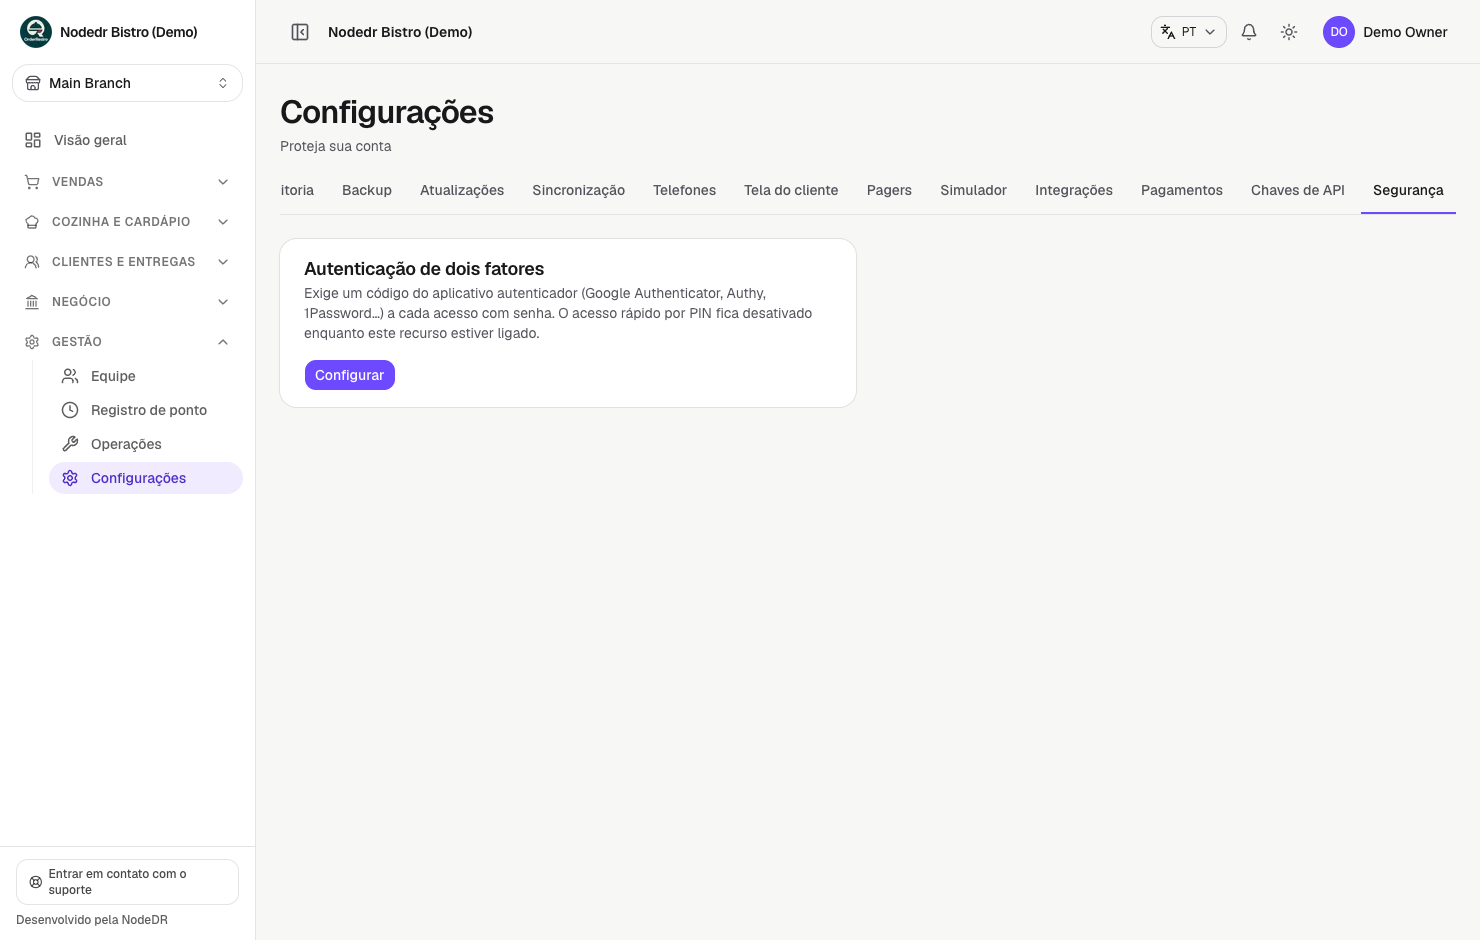 Nodedr Bistro (Demo)
Main Branch
Visão geral
VENDAS
COZINHA E CARDÁPIO
CLIENTES E ENTREGAS
NEGÓCIO
GESTÃO
Equipe
Registro de ponto
Operações
Configurações
Entrar em contato com o
suporte
Desenvolvido pela NodeDR
Nodedr Bistro (Demo)
PT
DO
Demo Owner
Configurações
Proteja sua conta
itoria Backup Atualizações Sincronização Telefones Tela do cliente Pagers Simulador Integrações Pagamentos Chaves de API Segurança
Autenticação de dois fatores
Exige um código do aplicativo autenticador (Google Authenticator, Authy,
1Password…) a cada acesso com senha. O acesso rápido por PIN fica desativado
enquanto este recurso estiver ligado.
Configurar